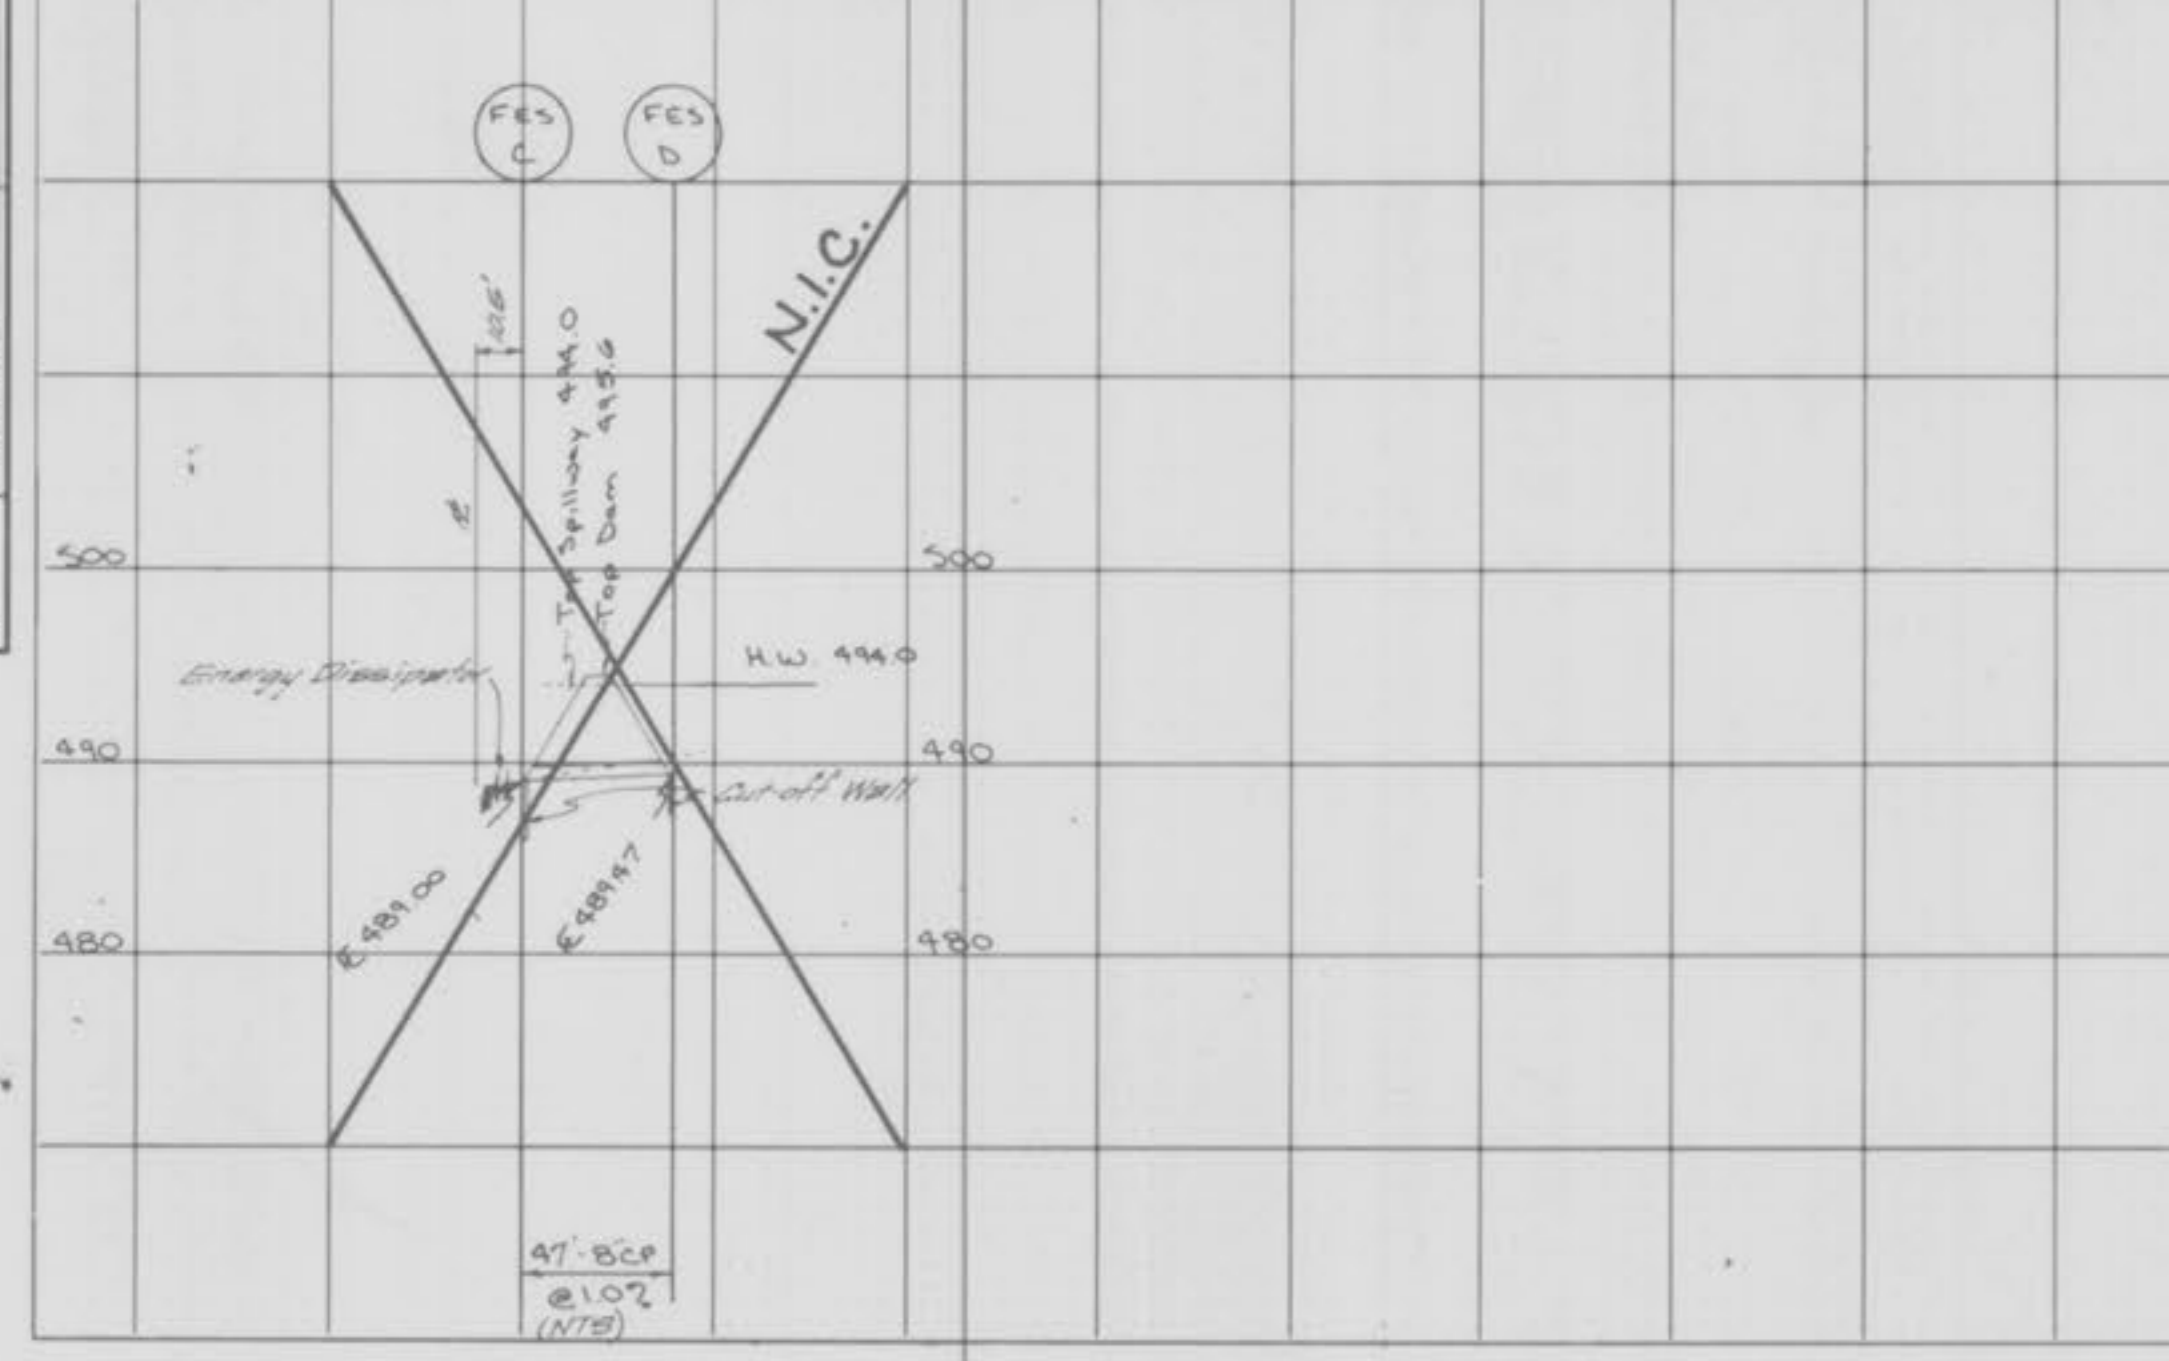 FES
C
FES
D
N.I.C.
Top Spillway 494.0
Top Dam 495.6
500
500
H.W. 494.0
Energy Dissipator
490
490
Cut-off Wall
489.00
489.47
480
480
47'-8"CP
@1.0%
(NTS)